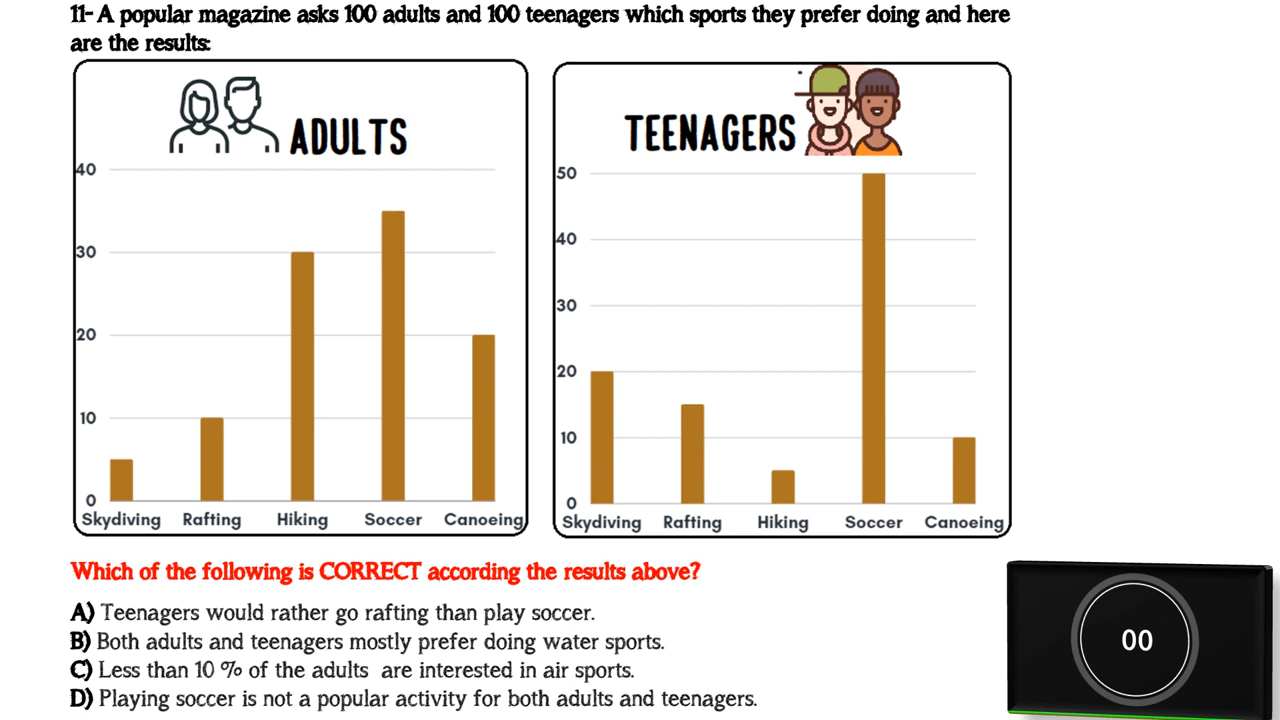 11- A popular magazine asks 100 adults and 100 teenagers which sports they prefer doing and here
are the results:
ADULTS
40
30
20
10
0
Skydiving Rafting Hiking Soccer Canoeing
TEENAGERS
50
40
30
20
10
0
Skydiving Rafting Hiking Soccer Canoeing
Which of the following is CORRECT according the results above?
A) Teenagers would rather go rafting than play soccer.
B) Both adults and teenagers mostly prefer doing water sports.
C) Less than 10 % of the adults are interested in air sports.
D) Playing soccer is not a popular activity for both adults and teenagers.
00